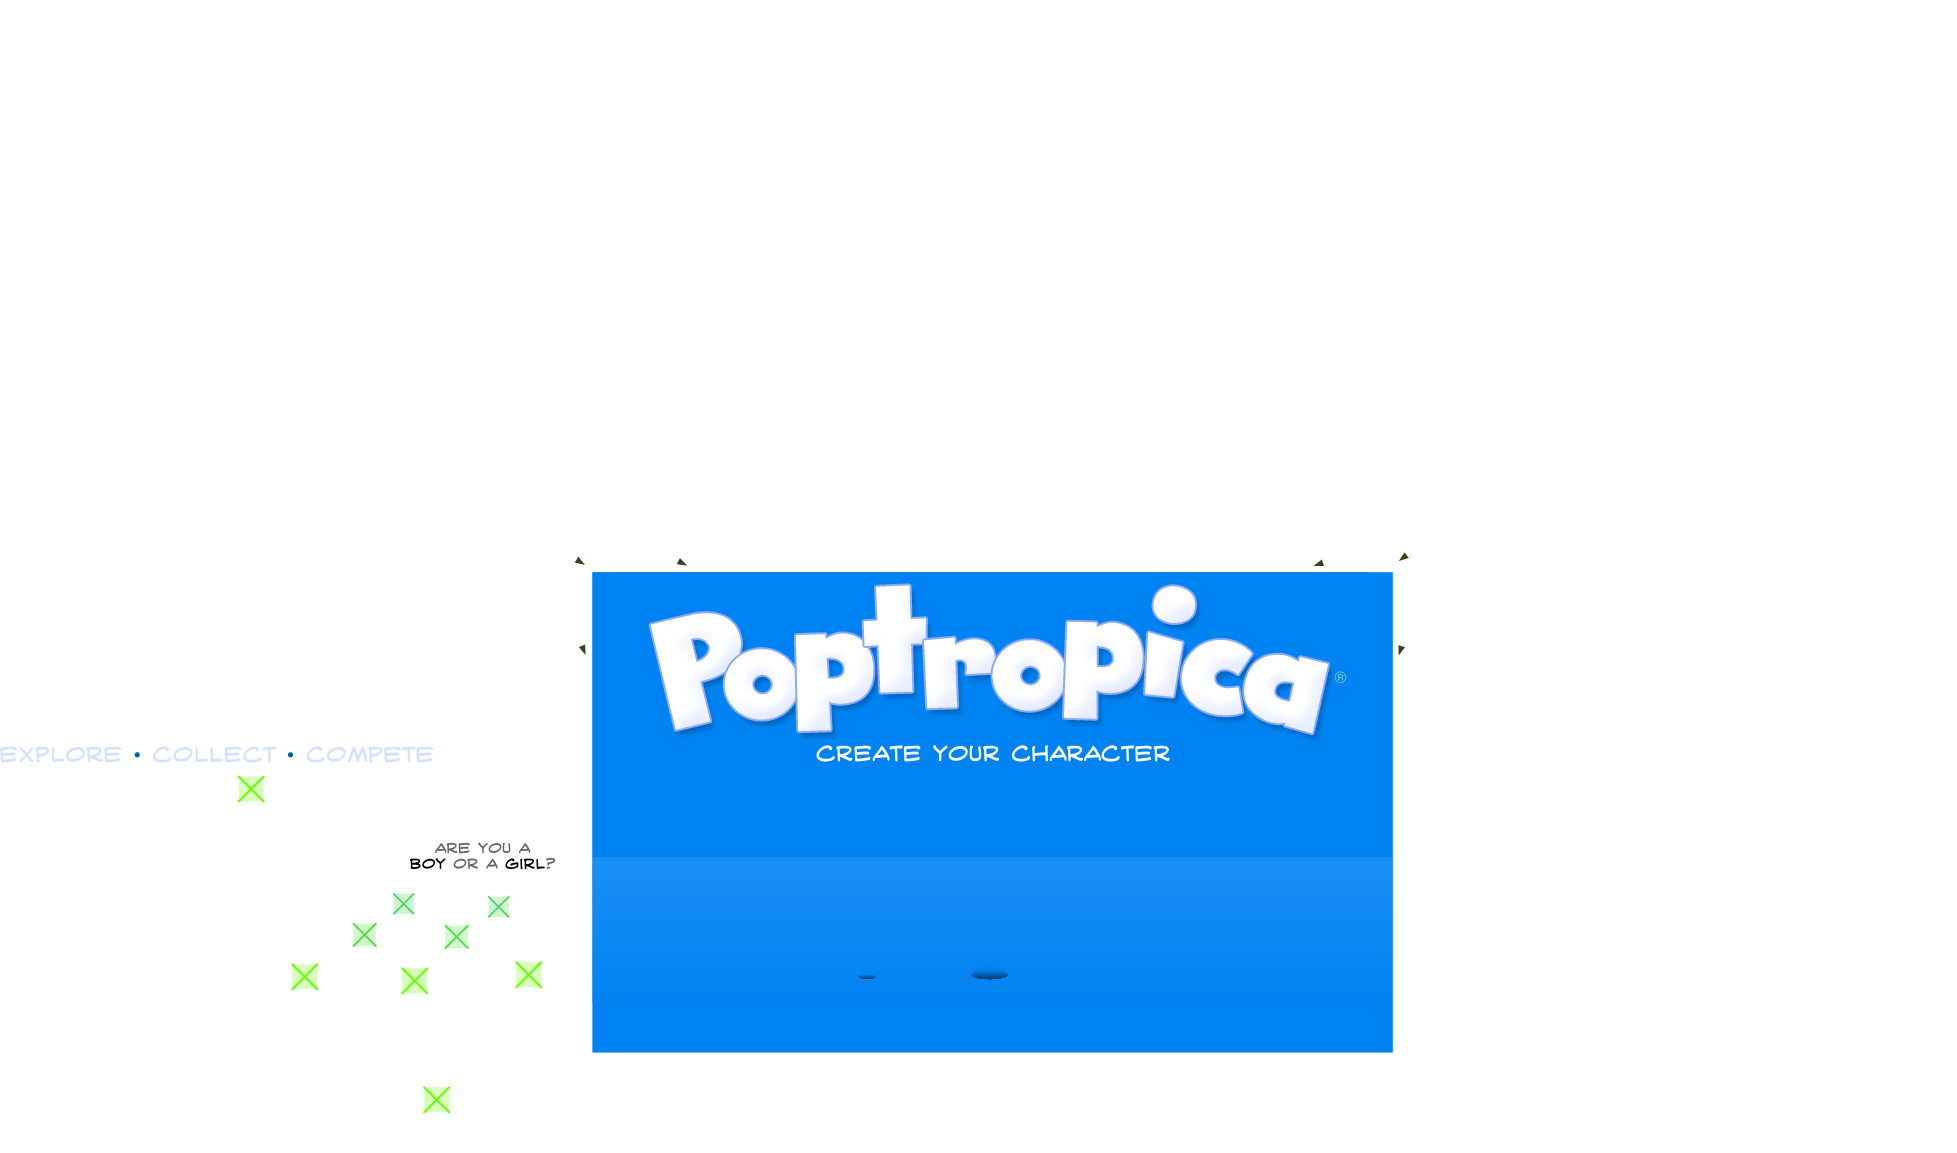 Poptropica®
EXPLORE • COLLECT • COMPETE
CREATE YOUR CHARACTER
ARE YOU A
BOY OR A GIRL?